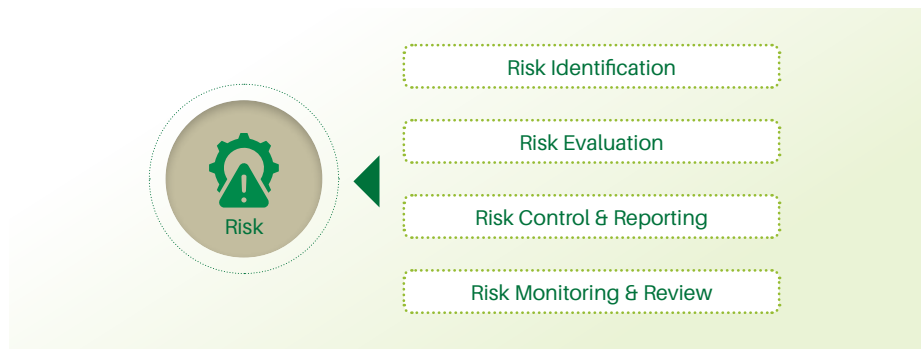 Risk
Risk Identification
Risk Evaluation
Risk Control & Reporting
Risk Monitoring & Review